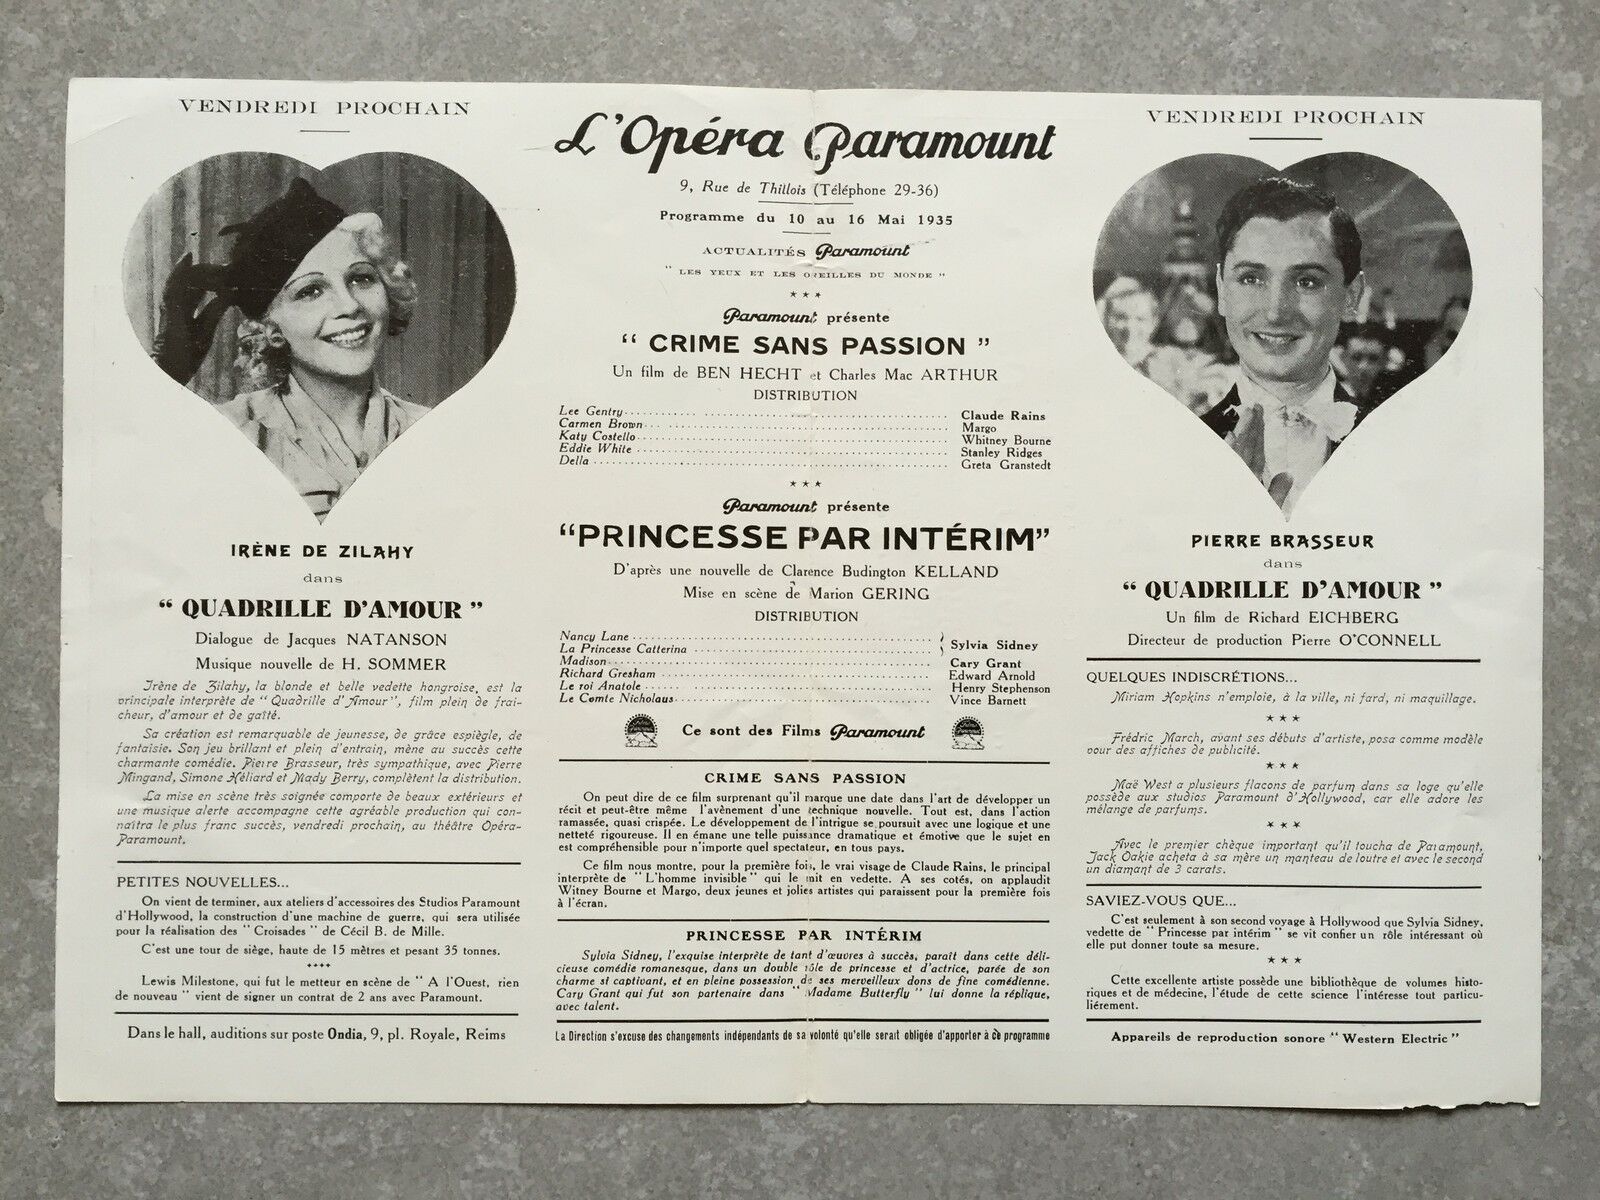 VENDREDI PROCHAIN
IRÈNE DE ZILAHY
dans
“ QUADRILLE D'AMOUR ”
Dialogue de Jacques NATANSON
Musique nouvelle de H. SOMMER
Irène de Zilahy, la blonde et belle vedette hongroise, est la
principale interprète de “ Quadrille d'Amour”, film plein de fraî-
cheur, d'amour et de gaîté.
Sa création est remarquable de jeunesse, de grâce espiègle, de
fantaisie. Son jeu brillant et plein d'entrain, mène au succès cette
charmante comédie. Pierre Brasseur, très sympathique, avec Pierre
Mingand, Simone Héliard et Mady Berry, complètent la distribution.
La mise en scène très soignée comporte de beaux extérieurs et
une musique alerte accompagne cette agréable production qui con-
naîtra le plus franc succès, vendredi prochain, au théâtre Opéra-
Paramount.
PETITES NOUVELLES...
On vient de terminer, aux ateliers d'accessoires des Studios Paramount
d'Hollywood, la construction d'une machine de guerre, qui sera utilisée
pour la réalisation des “ Croisades ” de Cécil B. de Mille.
C'est une tour de siège, haute de 15 mètres et pesant 35 tonnes.
Lewis Milestone, qui fut le metteur en scène de “ A l'Ouest, rien
de nouveau ” vient de signer un contrat de 2 ans avec Paramount.
Dans le hall, auditions sur poste Ondia, 9, pl. Royale, Reims
L'Opéra Paramount
9, Rue de Thillois (Téléphone 29-36)
Programme du 10 au 16 Mai 1935
ACTUALITÉS Paramount
“ LES YEUX ET LES OREILLES DU MONDE ”
* * *
Paramount présente
“ CRIME SANS PASSION ”
Un film de BEN HECHT et Charles Mac ARTHUR
DISTRIBUTION
Lee Gentry Claude Rains
Carmen Brown Margo
Katy Costello Whitney Bourne
Eddie White Stanley Ridges
Della Greta Granstedt
* * *
Paramount présente
“PRINCESSE PAR INTÉRIM”
D'après une nouvelle de Clarence Budington KELLAND
Mise en scène de Marion GERING
DISTRIBUTION
Nancy Lane
La Princesse Catterina Sylvia Sidney
Madison Cary Grant
Richard Gresham Edward Arnold
Le roi Anatole Henry Stephenson
Le Comte Nicholaus Vince Barnett
Ce sont des Films Paramount
CRIME SANS PASSION
On peut dire de ce film surprenant qu'il marque une date dans l'art de développer un
récit et peut-être même l'avènement d'une technique nouvelle. Tout est, dans l'action
ramassée, quasi crispée. Le développement de l'intrigue se poursuit avec une logique et une
netteté rigoureuse. Il en émane une telle puissance dramatique et émotive que le sujet en
est compréhensible pour n'importe quel spectateur, en tous pays.
Ce film nous montre, pour la première fois, le vrai visage de Claude Rains, le principal
interprète de “ L'homme invisible ” qui le mit en vedette. A ses cotés, on applaudit
Witney Bourne et Margo, deux jeunes et jolies artistes qui paraissent pour la première fois
à l'écran.
PRINCESSE PAR INTÉRIM
Sylvia Sidney, l'exquise interprète de tant d'œuvres à succès, paraît dans cette déli-
cieuse comédie romanesque, dans un double rôle de princesse et d'actrice, parée de son
charme si captivant, et en pleine possession de ses merveilleux dons de fine comédienne.
Cary Grant qui fut son partenaire dans “ Madame Butterfly ” lui donne la réplique,
avec talent.
La Direction s'excuse des changements indépendants de sa volonté qu'elle serait obligée d'apporter à ce programme
VENDREDI PROCHAIN
PIERRE BRASSEUR
dans
“ QUADRILLE D'AMOUR ”
Un film de Richard EICHBERG
Directeur de production Pierre O'CONNELL
QUELQUES INDISCRÉTIONS...
Miriam Hopkins n'emploie, à la ville, ni fard, ni maquillage.
* * *
Frédric March, avant ses débuts d'artiste, posa comme modèle
pour des affiches de publicité.
* * *
Maë West a plusieurs flacons de parfum dans sa loge qu'elle
possède aux studios Paramount d'Hollywood, car elle adore les
mélange de parfums.
* * *
Avec le premier chèque important qu'il toucha de Paramount,
Jack Oakie acheta à sa mère un manteau de loutre et avec le second
un diamant de 3 carats.
SAVIEZ-VOUS QUE...
C'est seulement à son second voyage à Hollywood que Sylvia Sidney,
vedette de “ Princesse par intérim ” se vit confier un rôle intéressant où
elle put donner toute sa mesure.
* * *
Cette excellente artiste possède une bibliothèque de volumes histo-
riques et de médecine, l'étude de cette science l'intéresse tout particu-
liérement.
Appareils de reproduction sonore “ Western Electric ”